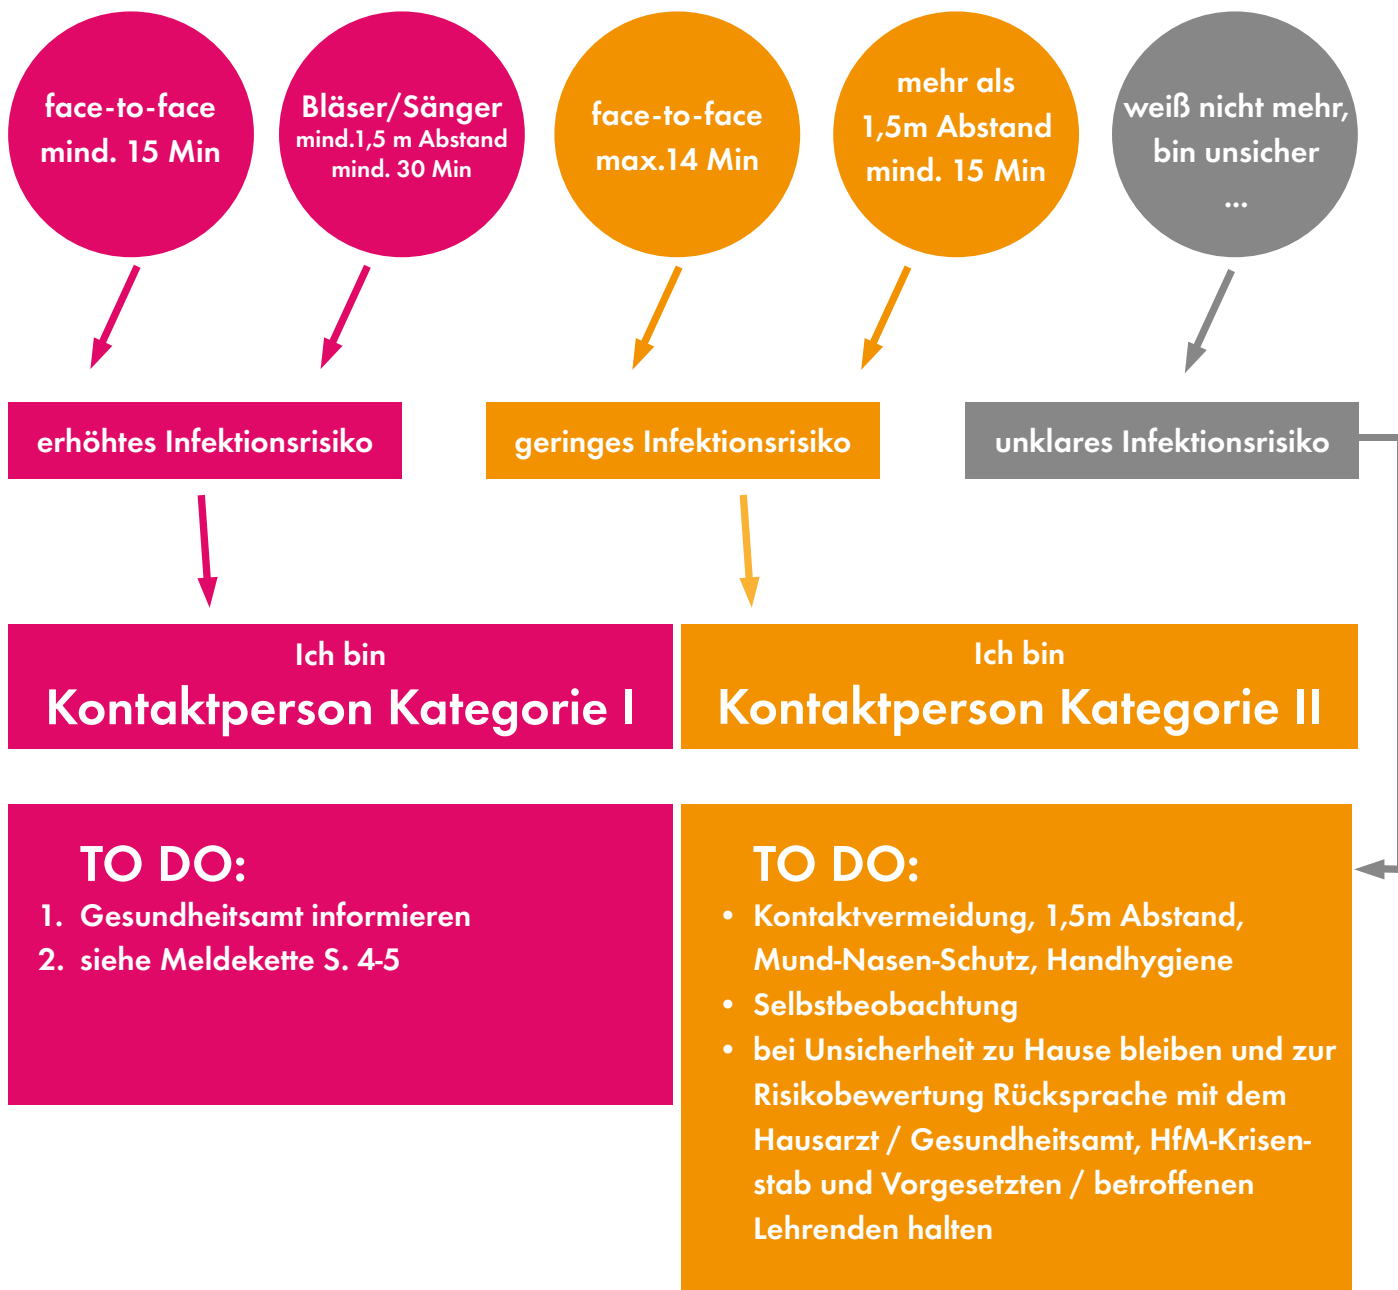 face-to-face
mind. 15 Min
Bläser/Sänger
mind.1,5 m Abstand
mind. 30 Min
face-to-face
max.14 Min
mehr als
1,5m Abstand
mind. 15 Min
weiß nicht mehr,
bin unsicher
...
erhöhtes Infektionsrisiko
geringes Infektionsrisiko
unklares Infektionsrisiko
Ich bin
Kontaktperson Kategorie I
Ich bin
Kontaktperson Kategorie II
TO DO:
1. Gesundheitsamt informieren
2. siehe Meldekette S. 4-5
TO DO:
• Kontaktvermeidung, 1,5m Abstand,
Mund-Nasen-Schutz, Handhygiene
• Selbstbeobachtung
• bei Unsicherheit zu Hause bleiben und zur
Risikobewertung Rücksprache mit dem
Hausarzt / Gesundheitsamt, HfM-Krisen-
stab und Vorgesetzten / betroffenen
Lehrenden halten